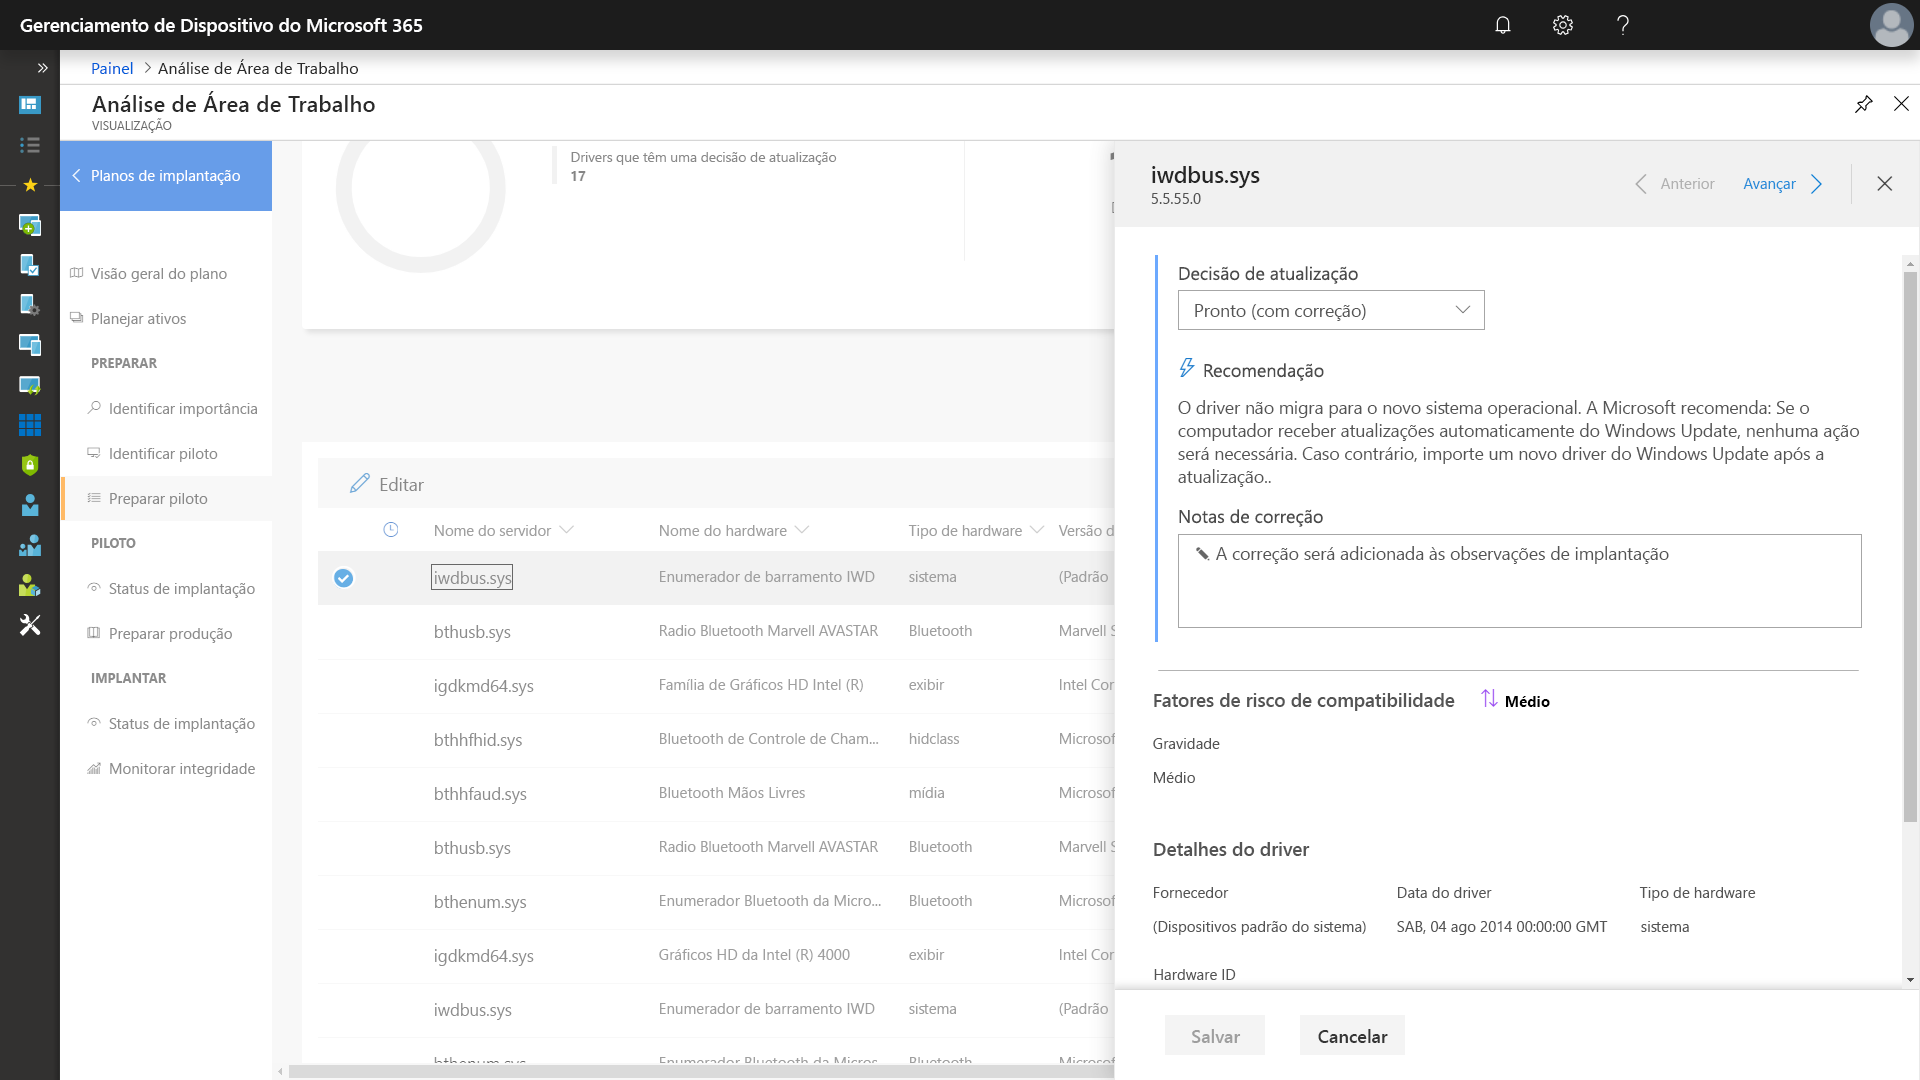 Gerenciamento de Dispositivo do Microsoft 365
Painel > Análise de Área de Trabalho
Análise de Área de Trabalho
VISUALIZAÇÃO
Planos de implantação
Visão geral do plano
Planejar ativos
PREPARAR
Identificar importância
Identificar piloto
Preparar piloto
PILOTO
Status de implantação
Preparar produção
IMPLANTAR
Status de implantação
Monitorar integridade
Drivers que têm uma decisão de atualização
17
Editar
Nome do servidor Nome do hardware Tipo de hardware Versão d
iwdbus.sys Enumerador de barramento IWD sistema (Padrão
bthusb.sys Radio Bluetooth Marvell AVASTAR Bluetooth Marvell S
igdkmd64.sys Família de Gráficos HD Intel (R) exibir Intel Cor
bthhfhid.sys Bluetooth de Controle de Cham... hidclass Microsof
bthhfaud.sys Bluetooth Mãos Livres mídia Microsof
bthusb.sys Radio Bluetooth Marvell AVASTAR Bluetooth Marvell S
bthenum.sys Enumerador Bluetooth da Micro... Bluetooth Microsof
igdkmd64.sys Gráficos HD da Intel (R) 4000 exibir Intel Cor
iwdbus.sys Enumerador de barramento IWD sistema (Padrão
bthenum.sys Enumerador Bluetooth da Micros Bluetooth Microsof
iwdbus.sys
5.5.55.0
Anterior Avançar
Decisão de atualização
Pronto (com correção)
Recomendação
O driver não migra para o novo sistema operacional. A Microsoft recomenda: Se o
computador receber atualizações automaticamente do Windows Update, nenhuma ação
será necessária. Caso contrário, importe um novo driver do Windows Update após a
atualização..
Notas de correção
A correção será adicionada às observações de implantação
Fatores de risco de compatibilidade Médio
Gravidade
Médio
Detalhes do driver
Fornecedor Data do driver Tipo de hardware
(Dispositivos padrão do sistema) SAB, 04 ago 2014 00:00:00 GMT sistema
Hardware ID
Salvar Cancelar